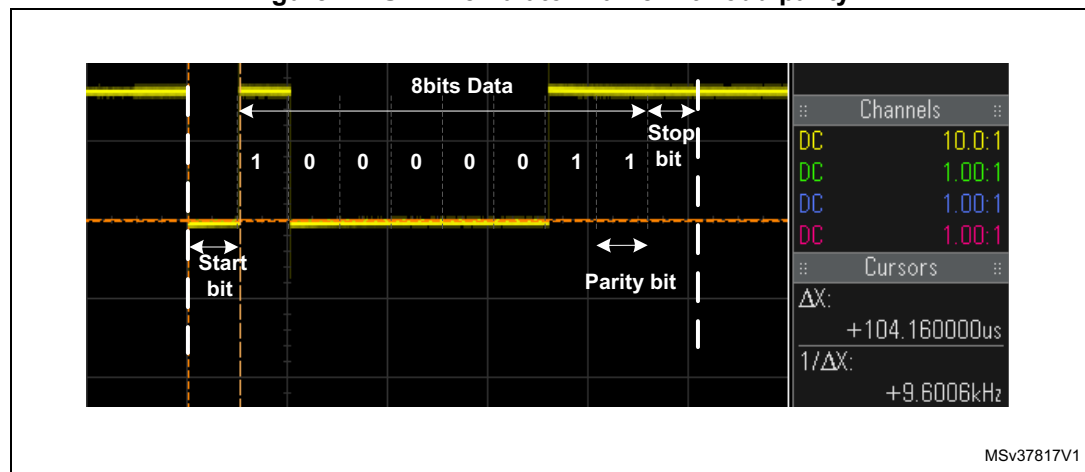 8bits Data
Stop
bit
1 0 0 0 0 0 1 1
Start
bit
Parity bit
Channels
DC 10.0:1
DC 1.00:1
DC 1.00:1
DC 1.00:1
Cursors
ΔX:
+104.160000us
1/ΔX:
+9.6006kHz
MSv37817V1